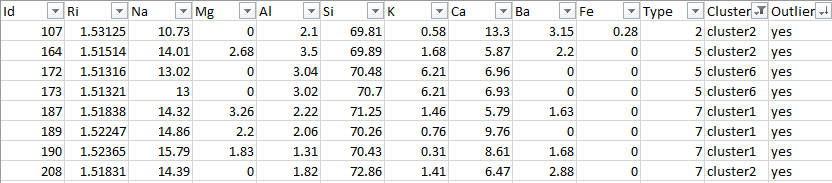 Id Ri Na Mg Al Si K Ca Ba Fe Type Cluster Outlier
107 1.53125 10.73 0 2.1 69.81 0.58 13.3 3.15 0.28 2 cluster2 yes
164 1.51514 14.01 2.68 3.5 69.89 1.68 5.87 2.2 0 5 cluster2 yes
172 1.51316 13.02 0 3.04 70.48 6.21 6.96 0 0 5 cluster6 yes
173 1.51321 13 0 3.02 70.7 6.21 6.93 0 0 5 cluster6 yes
187 1.51838 14.32 3.26 2.22 71.25 1.46 5.79 1.63 0 7 cluster1 yes
189 1.52247 14.86 2.2 2.06 70.26 0.76 9.76 0 0 7 cluster1 yes
190 1.52365 15.79 1.83 1.31 70.43 0.31 8.61 1.68 0 7 cluster1 yes
208 1.51831 14.39 0 1.82 72.86 1.41 6.47 2.88 0 7 cluster2 yes